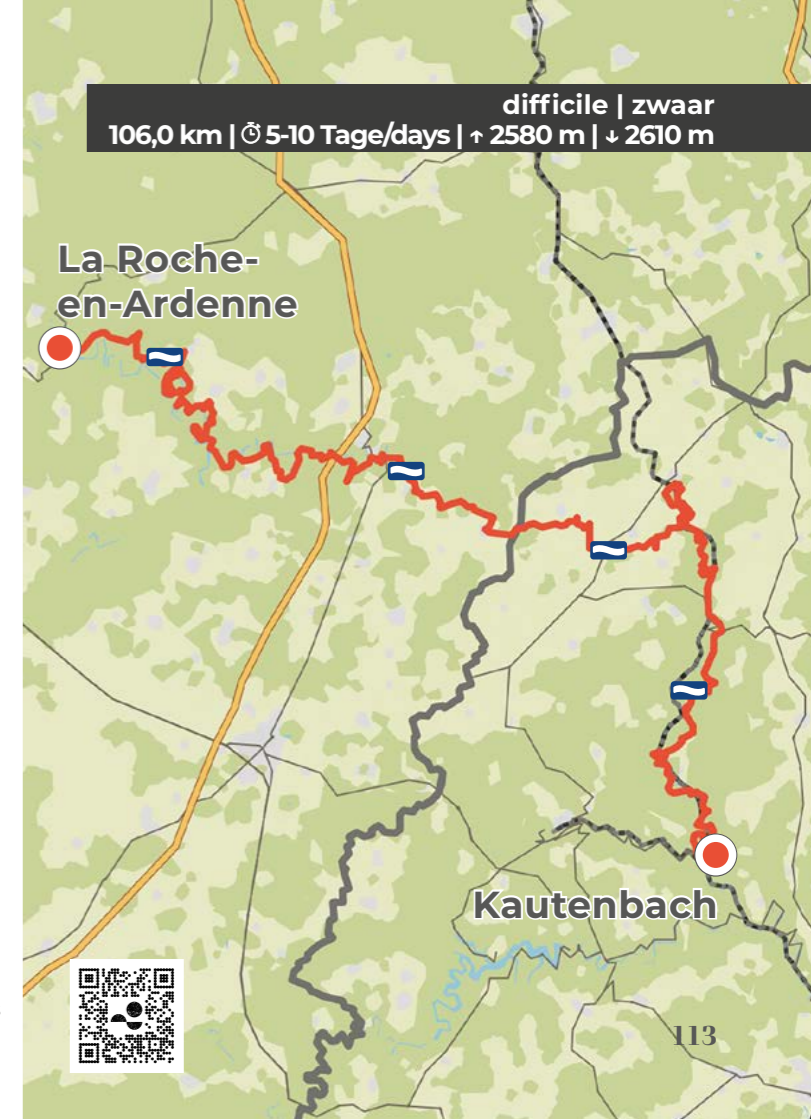 difficile | zwaar
106,0 km | ⏱ 5-10 Tage/days | ↑ 2580 m | ↓ 2610 m
La Roche-
en-Ardenne
Kautenbach
113